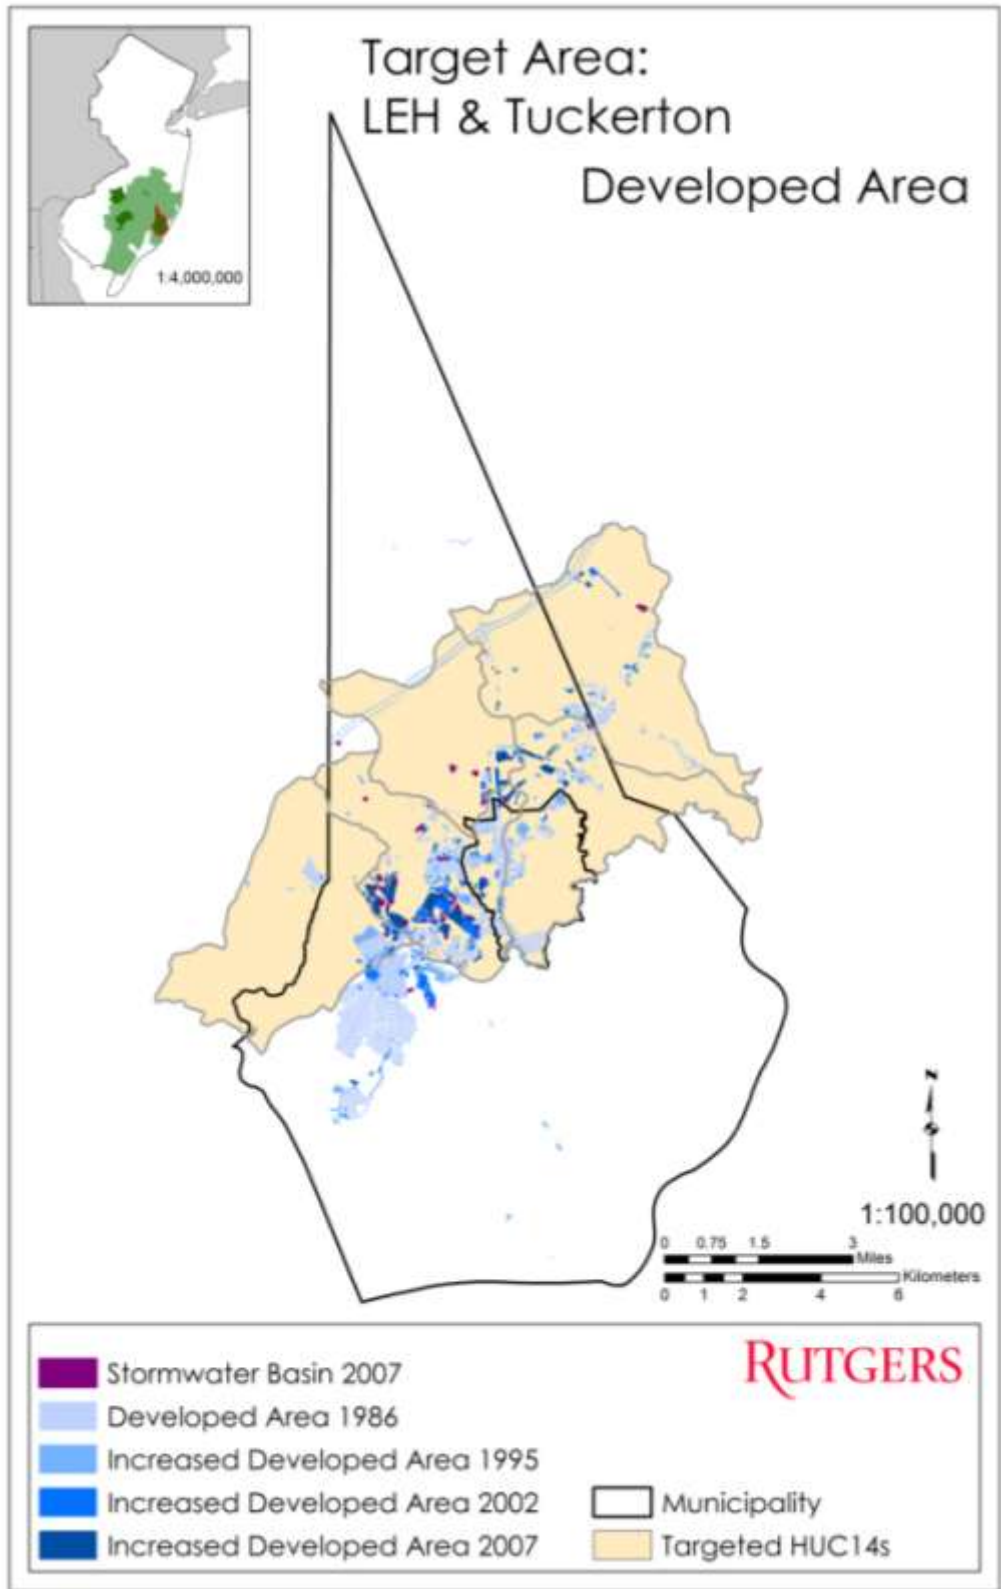 Target Area:
LEH & Tuckerton
Developed Area
1:4,000,000
N
1:100,000
0 0.75 1.5 3
Miles
Kilometers
0 1 2 4 6
RUTGERS
Stormwater Basin 2007
Developed Area 1986
Increased Developed Area 1995
Increased Developed Area 2002
Increased Developed Area 2007
Municipality
Targeted HUC14s